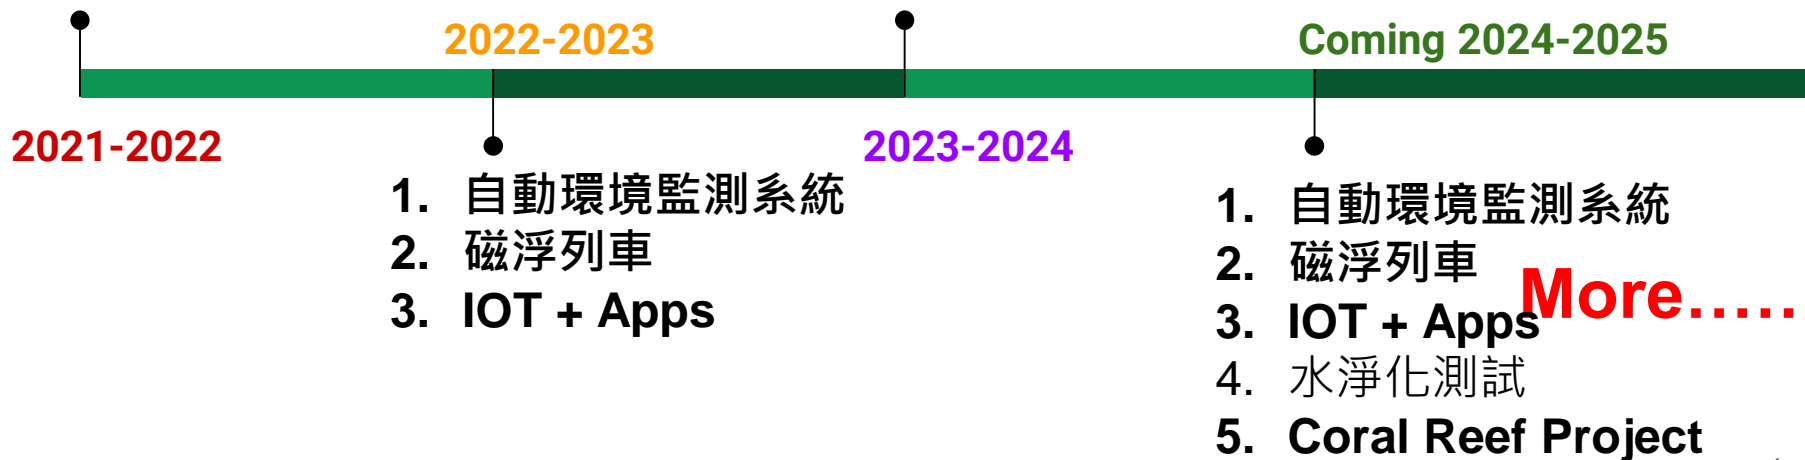 2022-2023
Coming 2024-2025
2021-2022
2023-2024
1. 自動環境監測系統
2. 磁浮列車
3. IOT + Apps
1. 自動環境監測系統
2. 磁浮列車
3. IOT + Apps
More.....
4. 水淨化測試
5. Coral Reef Project